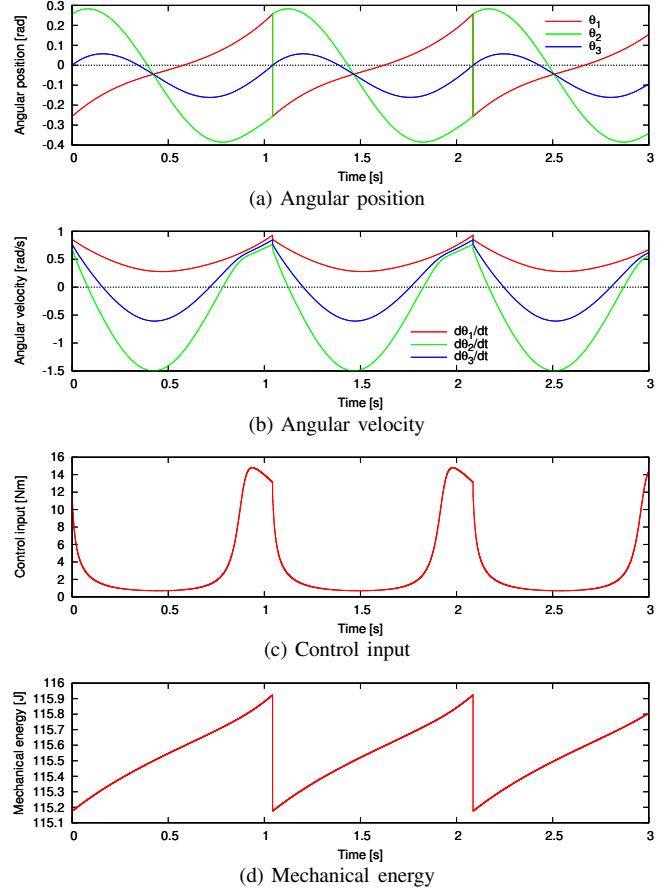 Angular position [rad]
0.3
0.2
0.1
0
-0.1
-0.2
-0.3
-0.4
θ1
θ2
θ3
0 0.5 1 1.5 2 2.5 3
Time [s]
(a) Angular position
Angular velocity [rad/s]
1
0.5
0
-0.5
-1
-1.5
dθ1/dt
dθ2/dt
dθ3/dt
0 0.5 1 1.5 2 2.5 3
Time [s]
(b) Angular velocity
Control input [Nm]
16
14
12
10
8
6
4
2
0
0 0.5 1 1.5 2 2.5 3
Time [s]
(c) Control input
Mechanical energy [J]
116
115.9
115.8
115.7
115.6
115.5
115.4
115.3
115.2
115.1
0 0.5 1 1.5 2 2.5 3
Time [s]
(d) Mechanical energy